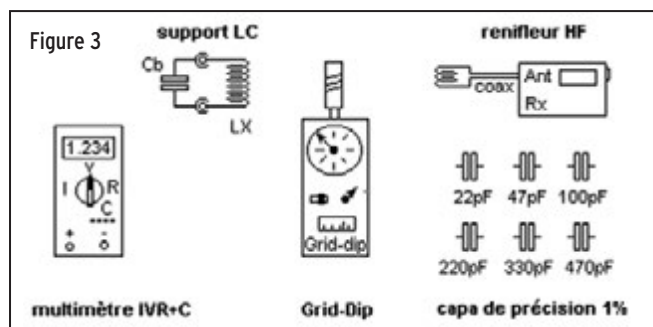 Figure 3
support LC
renifleur HF
Cb
LX
coax
Ant
Rx
1.234
V
I R
C
+ -
Grid-dip
22pF 47pF 100pF
220pF 330pF 470pF
multimètre IVR+C
Grid-Dip
capa de précision 1%